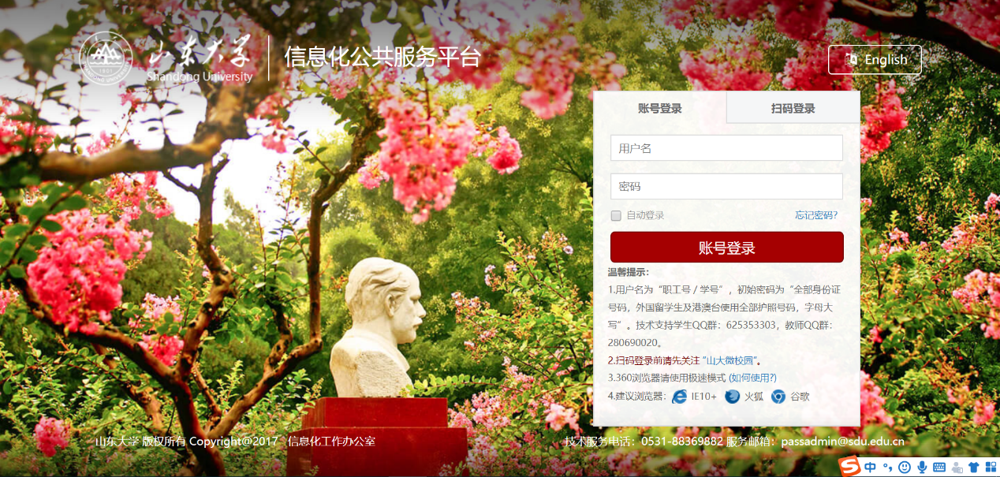 山东大学
Shandong University
信息化公共服务平台
English
账号登录
扫码登录
用户名
密码
自动登录
忘记密码?
账号登录
温馨提示：
1.用户名为“职工号 / 学号”，初始密码为“全部身份证
号码，外国留学生及港澳台使用全部护照号码，字母大
写”。技术支持学生QQ群：625353303，教师QQ群：
280690020。
2.扫码登录前请先关注 “山大微校园”。
3.360浏览器请使用极速模式 (如何使用?)
4.建议浏览器： IE10+ 火狐 谷歌
山东大学 版权所有 Copyright@2017 信息化工作办公室
技术服务电话：0531-88369882 服务邮箱：passadmin@sdu.edu.cn
中